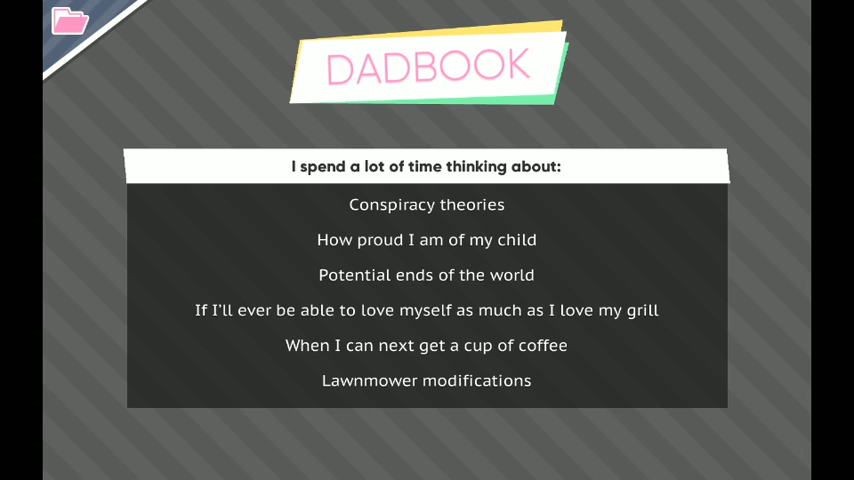 DADBOOK
I spend a lot of time thinking about:
Conspiracy theories
How proud I am of my child
Potential ends of the world
If I'll ever be able to love myself as much as I love my grill
When I can next get a cup of coffee
Lawnmower modifications